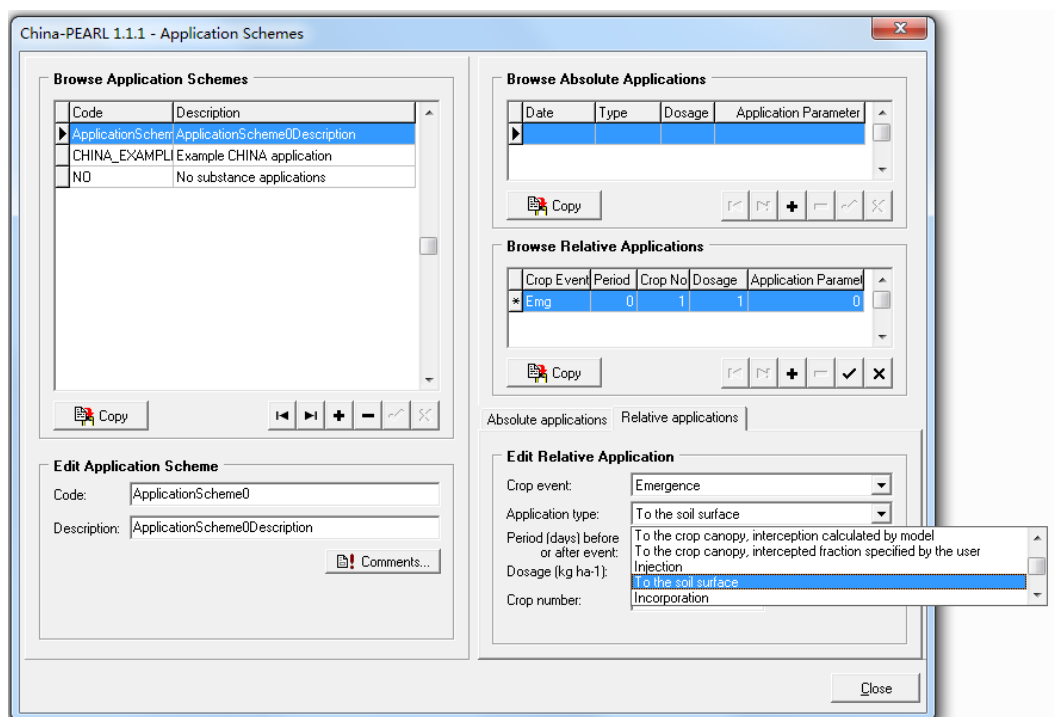 China-PEARL 1.1.1 - Application Schemes
Browse Application Schemes
Code Description
ApplicationSchem ApplicationScheme0Description
CHINA_EXAMPL Example CHINA application
NO No substance applications
Copy
Edit Application Scheme
Code: ApplicationScheme0
Description: ApplicationScheme0Description
Comments...
Browse Absolute Applications
Date Type Dosage Application Parameter
Copy
Browse Relative Applications
Crop Event Period Crop No Dosage Application Paramet
* Emg 0 1 1 0
Copy
Absolute applications Relative applications
Edit Relative Application
Crop event: Emergence
Application type: To the soil surface
Period (days) before
or after event:
Dosage (kg ha-1):
Crop number:
To the crop canopy, interception calculated by model
To the crop canopy, intercepted fraction specified by the user
Injection
To the soil surface
Incorporation
Close